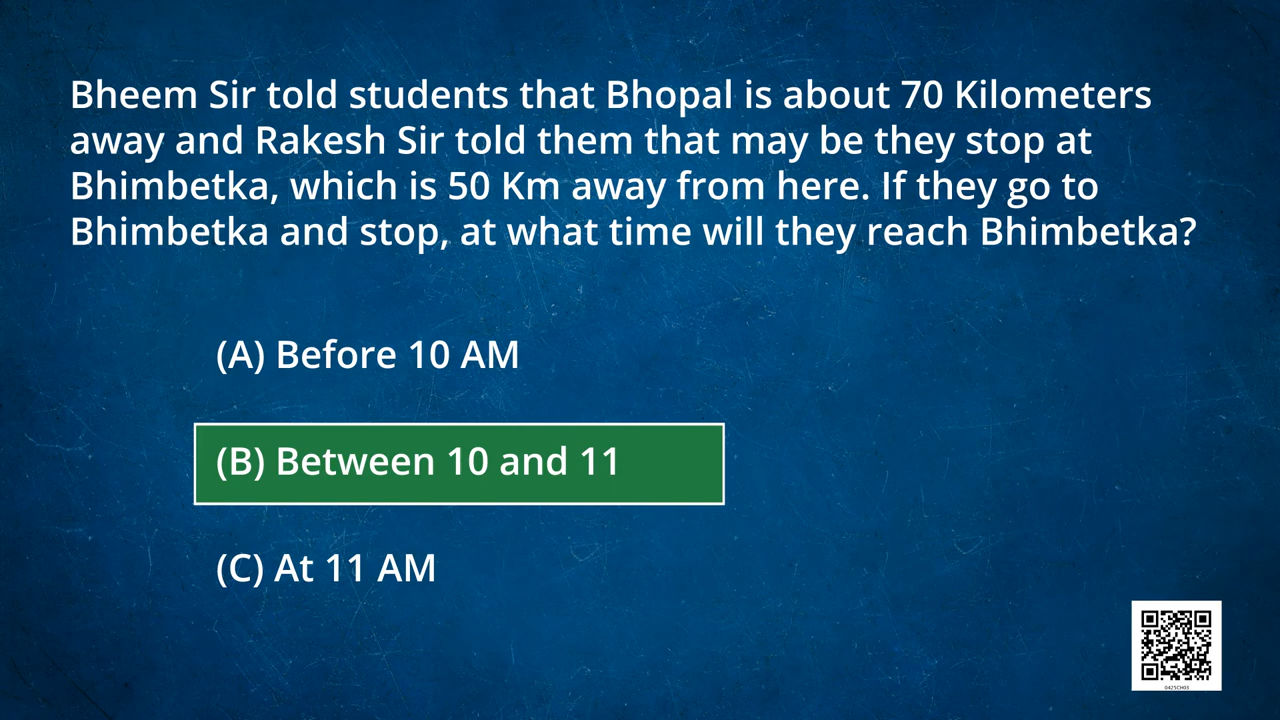 Bheem Sir told students that Bhopal is about 70 Kilometers
away and Rakesh Sir told them that may be they stop at
Bhimbetka, which is 50 Km away from here. If they go to
Bhimbetka and stop, at what time will they reach Bhimbetka?
(A) Before 10 AM
(B) Between 10 and 11
(C) At 11 AM
0425CH03